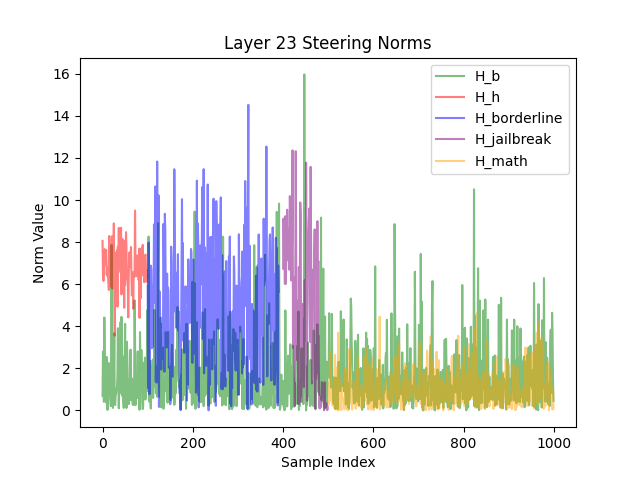 Layer 23 Steering Norms
Norm Value
16
14
12
10
8
6
4
2
0
H_b
H_h
H_borderline
H_jailbreak
H_math
0
200
400
600
800
1000
Sample Index